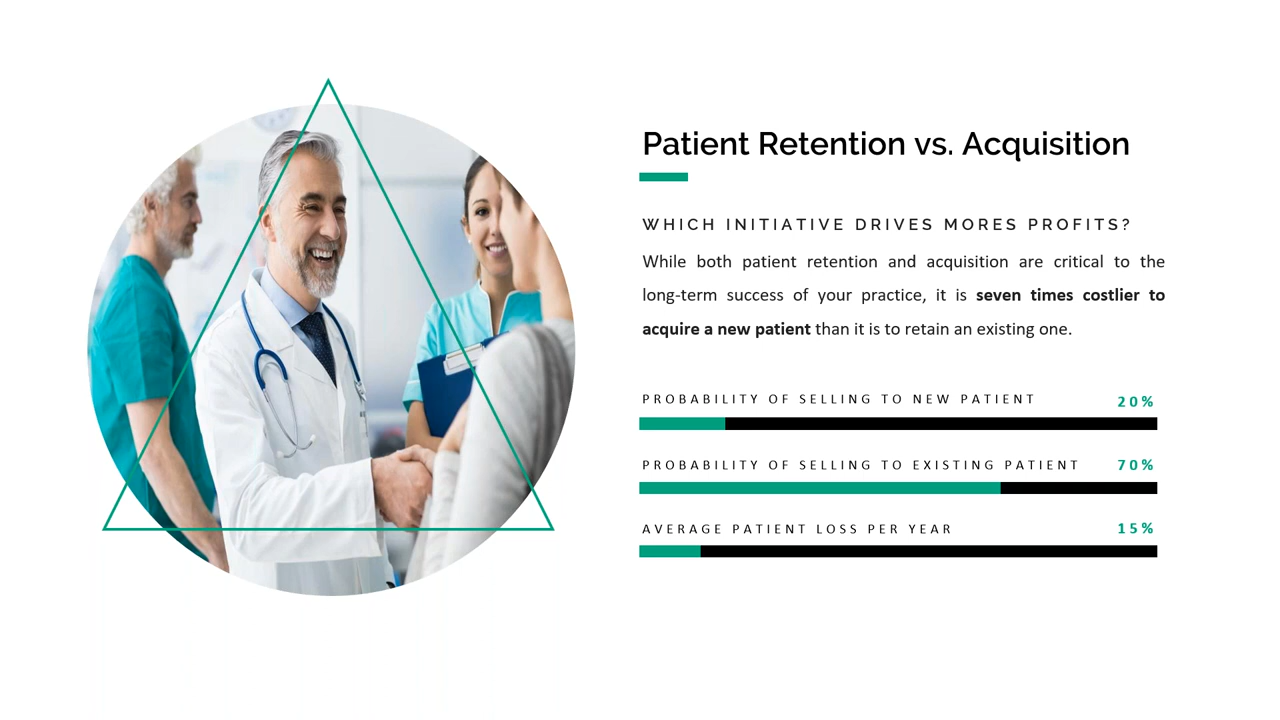 Patient Retention vs. Acquisition
WHICH INITIATIVE DRIVES MORES PROFITS?
While both patient retention and acquisition are critical to the
long-term success of your practice, it is seven times costlier to
acquire a new patient than it is to retain an existing one.
PROBABILITY OF SELLING TO NEW PATIENT 20%
PROBABILITY OF SELLING TO EXISTING PATIENT 70%
AVERAGE PATIENT LOSS PER YEAR 15%